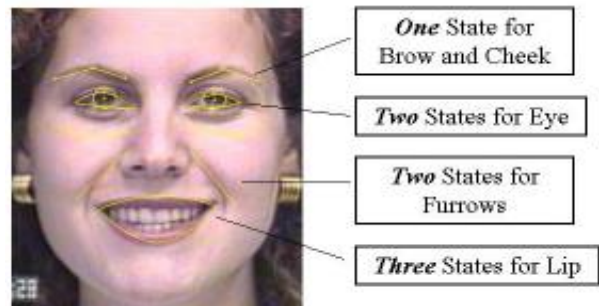 One State for
Brow and Cheek
Two States for Eye
Two States for
Furrows
Three States for Lip
:28